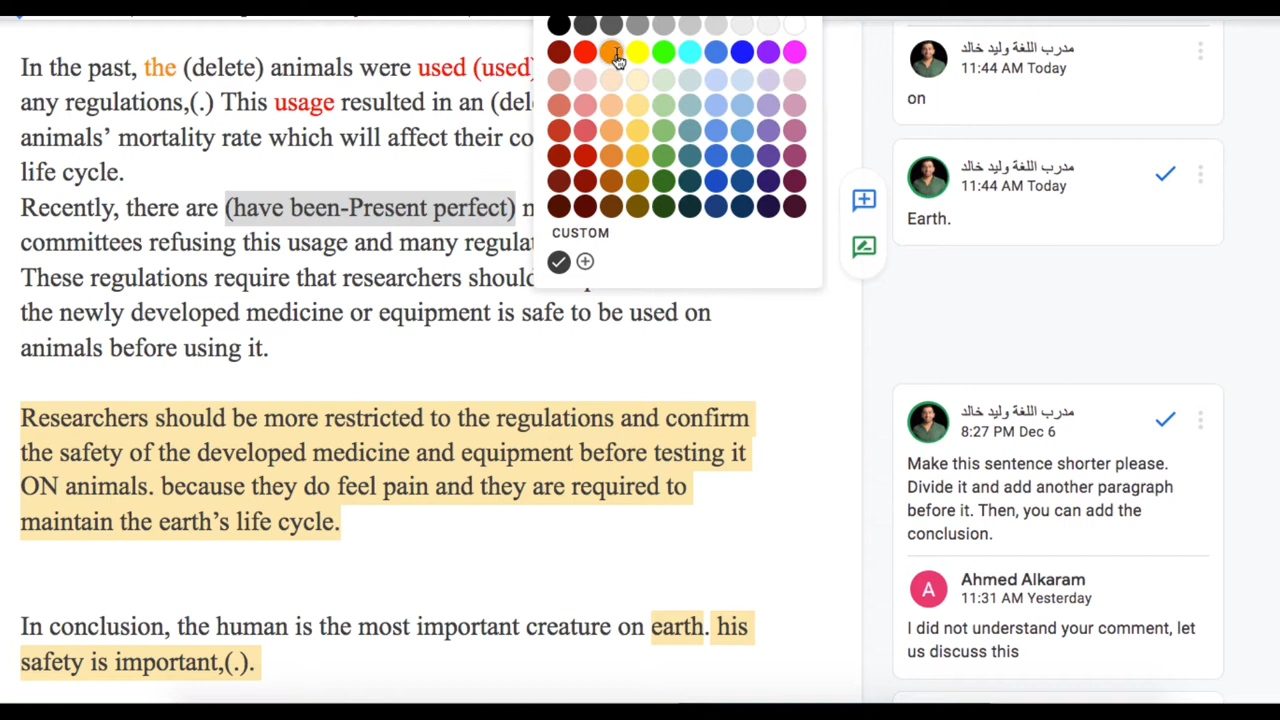 In the past, the (delete) animals were used (used)
any regulations,(.) This usage resulted in an (del
animals’ mortality rate which will affect their co
life cycle.
Recently, there are (have been-Present perfect)
committees refusing this usage and many regula
These regulations require that researchers should
the newly developed medicine or equipment is safe to be used on
animals before using it.
Researchers should be more restricted to the regulations and confirm
the safety of the developed medicine and equipment before testing it
ON animals. because they do feel pain and they are required to
maintain the earth’s life cycle.
In conclusion, the human is the most important creature on earth. his
safety is important,(.).
CUSTOM
مدرب اللغة وليد خالد
11:44 AM Today
on
مدرب اللغة وليد خالد
11:44 AM Today
Earth.
مدرب اللغة وليد خالد
8:27 PM Dec 6
Make this sentence shorter please.
Divide it and add another paragraph
before it. Then, you can add the
conclusion.
A
Ahmed Alkaram
11:31 AM Yesterday
I did not understand your comment, let
us discuss this